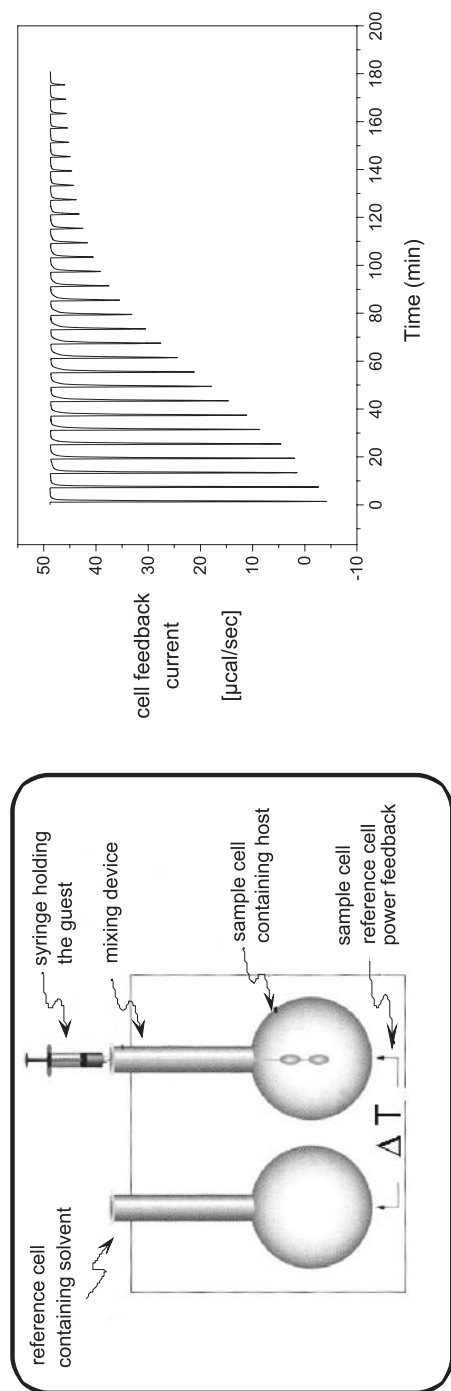 reference cell
containing solvent
syringe holding
the guest
mixing device
sample cell
containing host
sample cell
reference cell
power feedback
Δ T
cell feedback
current
[µcal/sec]
50
40
30
20
10
0
-10
0
20
40
60
80
100
120
140
160
180
200
Time (min)